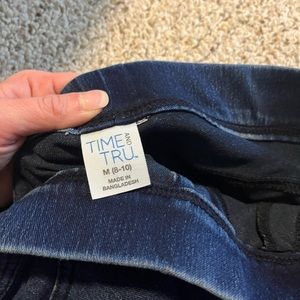 TIME AND
TRU
M (8-10)
MADE IN
BANGLADESH